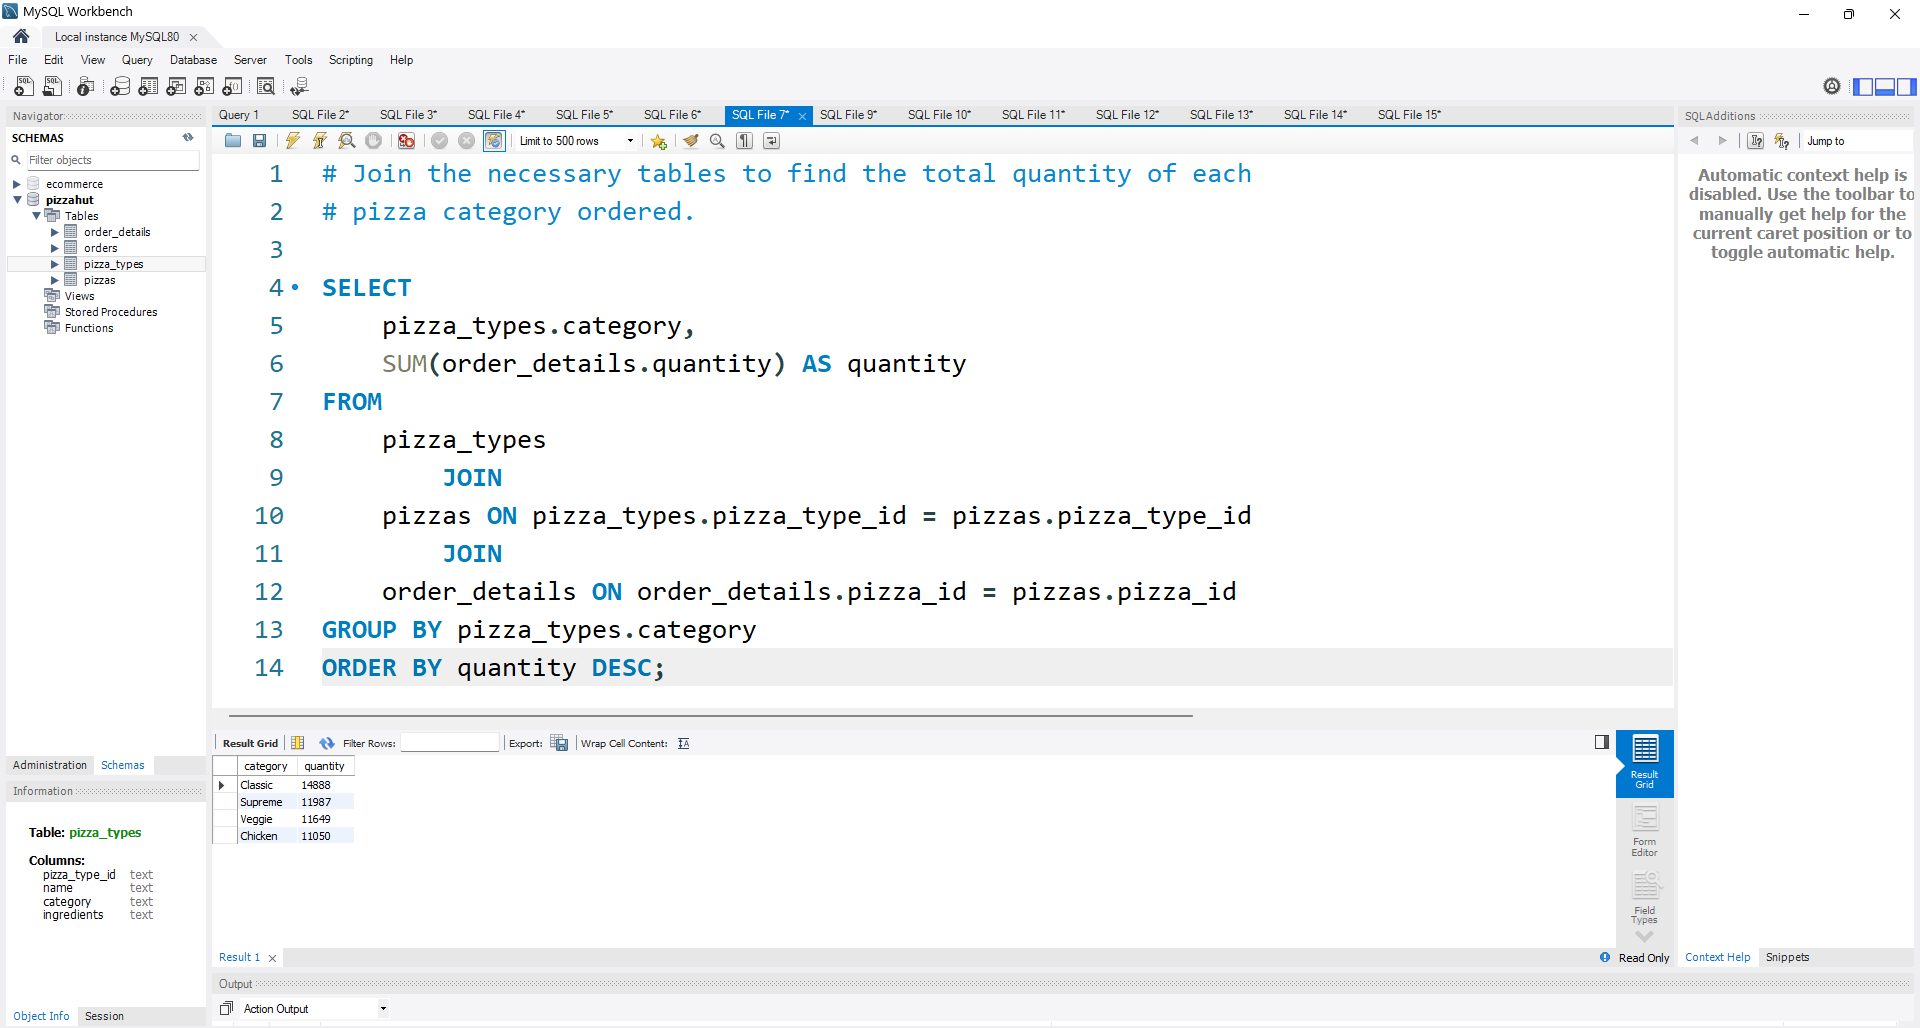 MySQL Workbench
Local instance MySQL80
File Edit View Query Database Server Tools Scripting Help
Navigator
SCHEMAS
Filter objects
ecommerce
pizzahut
Tables
order_details
orders
pizza_types
pizzas
Views
Stored Procedures
Functions
Administration Schemas
Information
Table: pizza_types
Columns:
pizza_type_id text
name text
category text
ingredients text
Object Info Session
Query 1 SQL File 2* SQL File 3* SQL File 4* SQL File 5* SQL File 6* SQL File 7* SQL File 9* SQL File 10* SQL File 11* SQL File 12* SQL File 13* SQL File 14* SQL File 15*
Limit to 500 rows
1 # Join the necessary tables to find the total quantity of each
2 # pizza category ordered.
3
4 SELECT
5 pizza_types.category,
6 SUM(order_details.quantity) AS quantity
7 FROM
8 pizza_types
9 JOIN
10 pizzas ON pizza_types.pizza_type_id = pizzas.pizza_type_id
11 JOIN
12 order_details ON order_details.pizza_id = pizzas.pizza_id
13 GROUP BY pizza_types.category
14 ORDER BY quantity DESC;
Result Grid Filter Rows: Export: Wrap Cell Content:
category quantity
Classic 14888
Supreme 11987
Veggie 11649
Chicken 11050
Result
Grid
Form
Editor
Field
Types
Result 1
Read Only
Output
Action Output
SQLAdditions
Jump to
Automatic context help is
disabled. Use the toolbar to
manually get help for the
current caret position or to
toggle automatic help.
Context Help Snippets